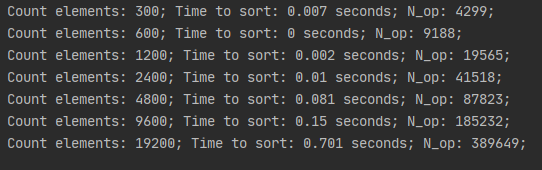 Count elements: 300; Time to sort: 0.007 seconds; N_op: 4299;
Count elements: 600; Time to sort: 0 seconds; N_op: 9188;
Count elements: 1200; Time to sort: 0.002 seconds; N_op: 19565;
Count elements: 2400; Time to sort: 0.01 seconds; N_op: 41518;
Count elements: 4800; Time to sort: 0.081 seconds; N_op: 87823;
Count elements: 9600; Time to sort: 0.15 seconds; N_op: 185232;
Count elements: 19200; Time to sort: 0.701 seconds; N_op: 389649;